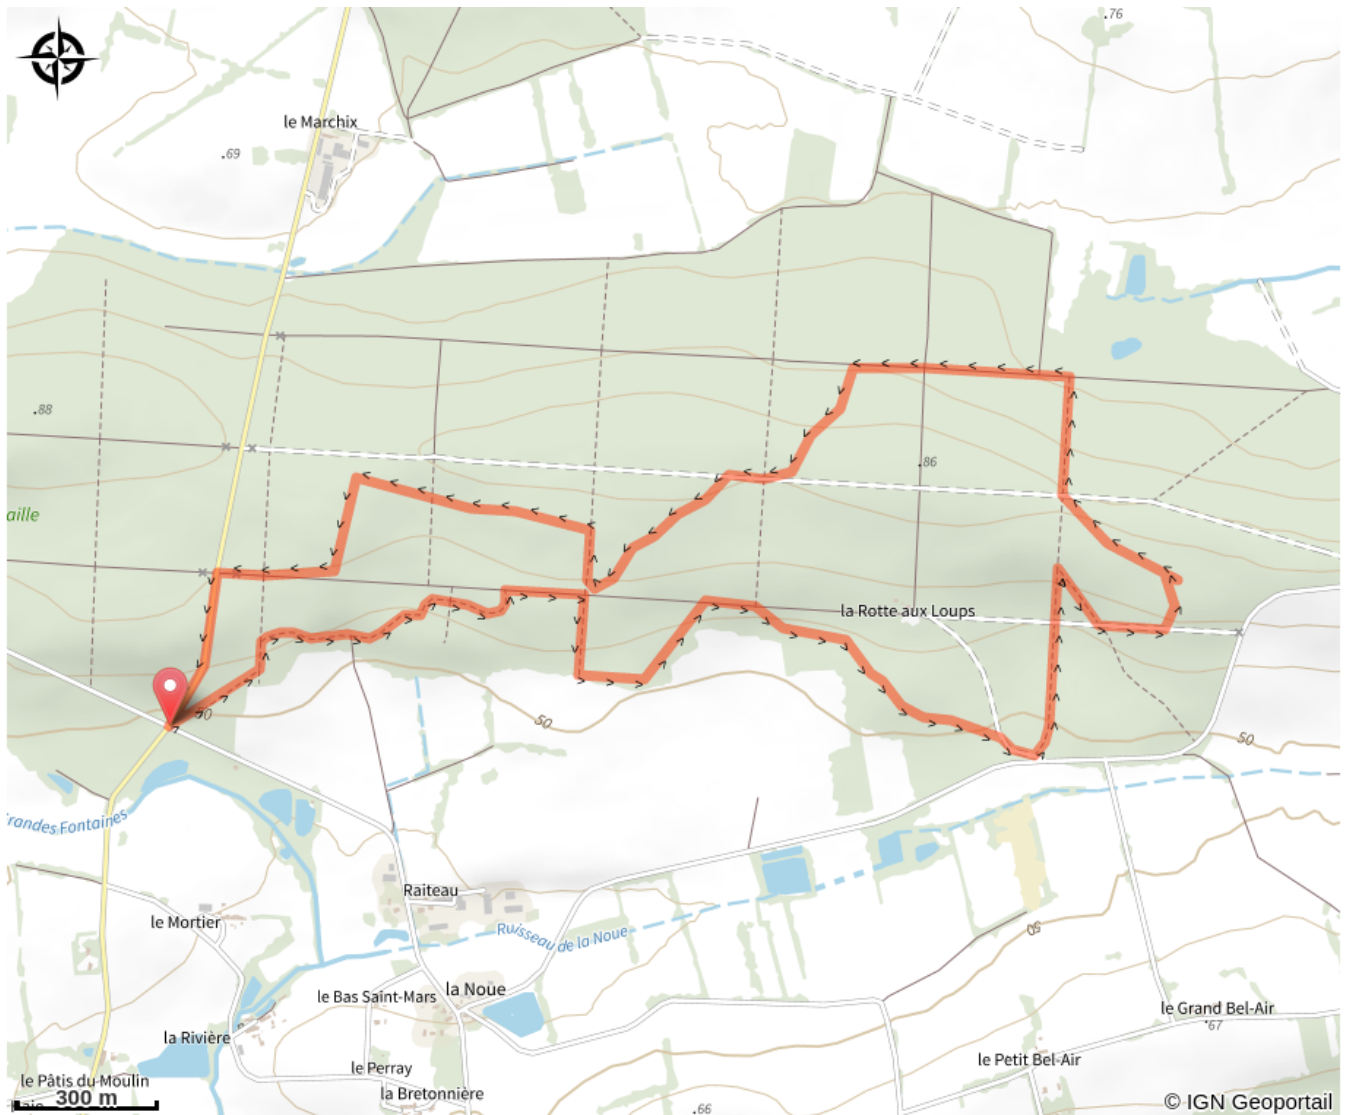 76
le Marchix
69
88
86
aille
la Rotte aux Loups
50
50
50
randes Fontaines
Raiteau
le Mortier
Ruisseau de la Noue
50
la Noue
le Bas Saint-Mars
le Grand Bel-Air
67
la Rivière
le Petit Bel-Air
le Perray
le Pâtis du Moulin
la Bretonnière
300 m
66
© IGN Geoportail